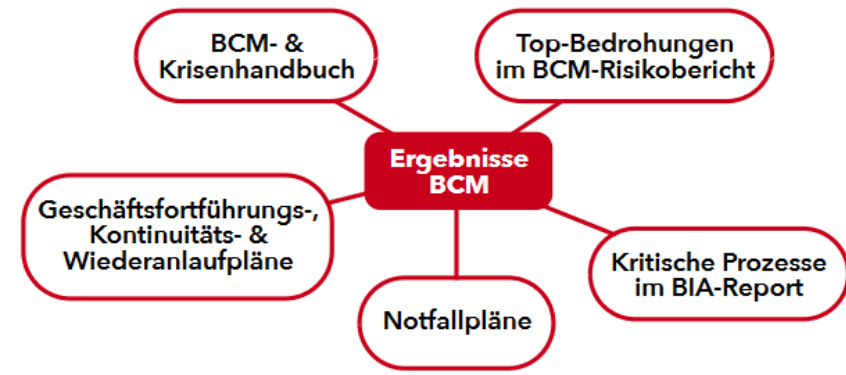 BCM- &
Krisenhandbuch
Top-Bedrohungen
im BCM-Risikobericht
Ergebnisse
BCM
Geschäftsfortführungs-,
Kontinuitäts- &
Wiederanlaufpläne
Kritische Prozesse
im BIA-Report
Notfallpläne